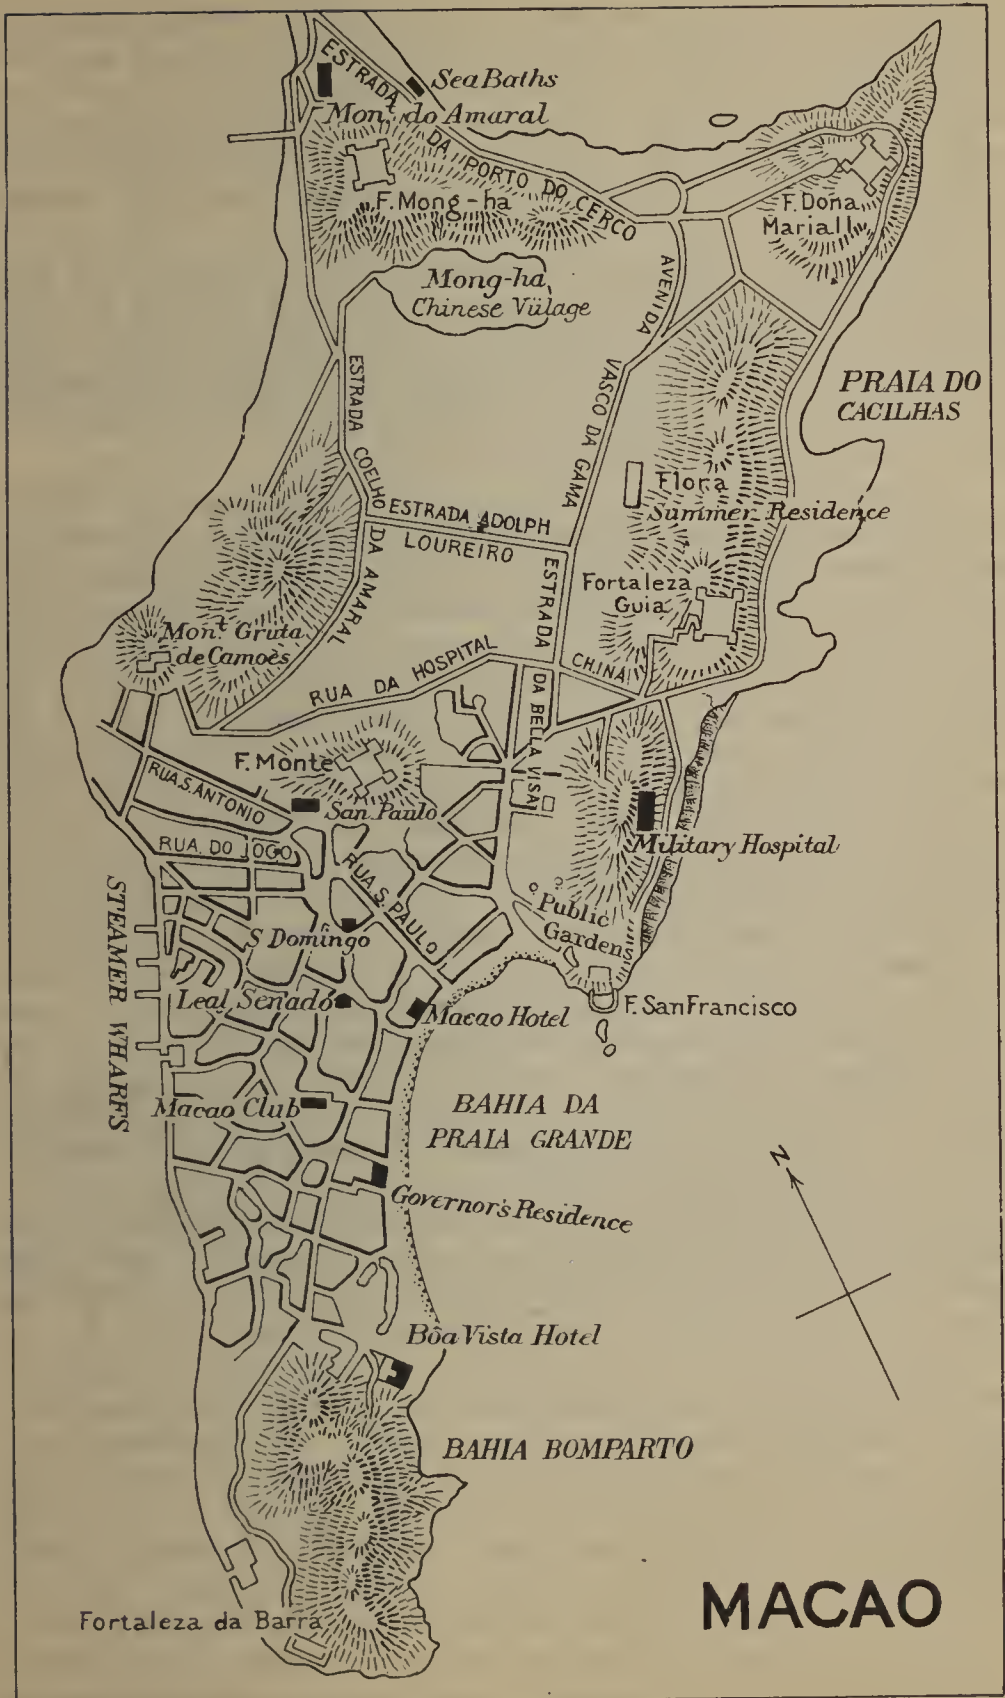 ESTRADA
DA PORTO DO
CERCO
Sea Baths
Mont. do Amaral
F. Mong-ha
F. Dona
Maria II
Mong-ha,
Chinese Village
AVENIDA
VASCO DA GAMA
PRAIA DO
CACILHAS
ESTRADA COELHO
DA AMARAL
ESTRADA ADOLPH
LOUREIRO
Flora
Summer Residence
Fortaleza
Guia
ESTRADA
DA BELLA VISA
CHINA
Mont. Gruta
de Camoès
RUA DA HOSPITAL
F. Monte
RUA S. ANTONIO
San Paulo
Military Hospital
RUA DO JOGO
RUA S. PAULO
Public
Gardens
S Domingo
STEAMER WHARFS
Leal Senado
Macao Hotel
F. San Francisco
Macao Club
BAHIA DA
PRAIA GRANDE
N
Governor's Residence
Bôa Vista Hotel
BAHIA BOMPARTO
Fortaleza da Barra
MACAO